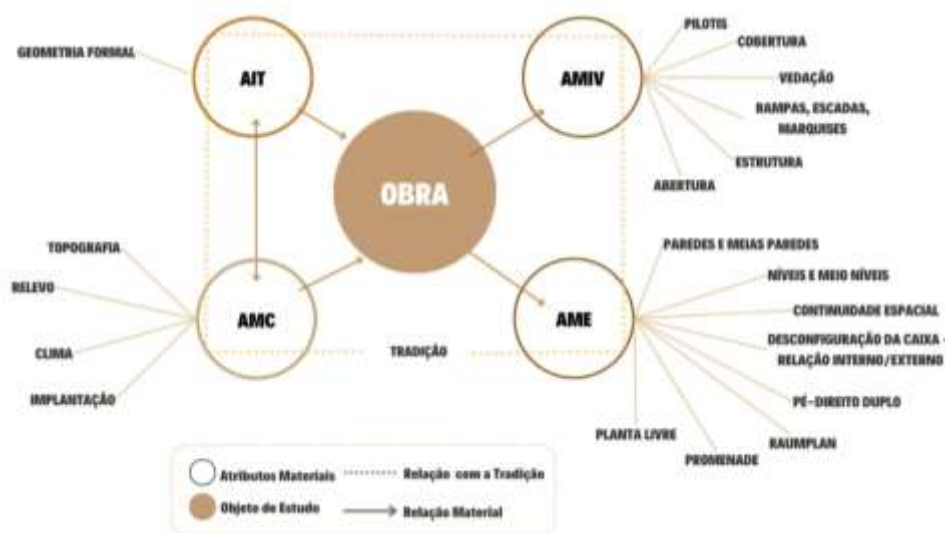 GEOMETRIA FORMAL
AIT
AMIV
PILOTIS
COBERTURA
VEDAÇÃO
RAMPAS, ESCADAS,
MARQUISES
ESTRUTURA
ABERTURA
OBRA
TOPOGRAFIA
RELEVO
CLIMA
IMPLANTAÇÃO
AMC
TRADIÇÃO
AME
PAREDES E MEIAS PAREDES
NÍVEIS E MEIO NÍVEIS
CONTINUIDADE ESPACIAL
DESCONFIGURAÇÃO DA CAIXA -
RELAÇÃO INTERNO/EXTERNO
PÉ-DIREITO DUPLO
RAUMPLAN
PROMENADE
PLANTA LIVRE
Atributos Materiais
Relação com a Tradição
Objeto de Estudo
Relação Material